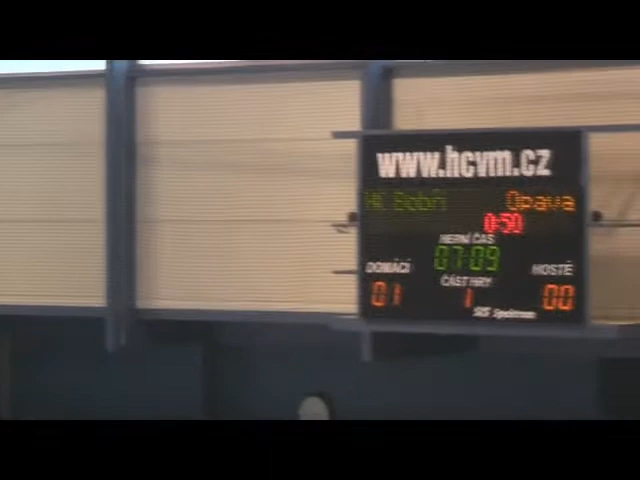 www.hcvm.cz
HC Bobři Opava
0:50
HERNÍ ČAS
07:09
DOMÁCÍ ČÁST HRY HOSTÉ
01 1 00